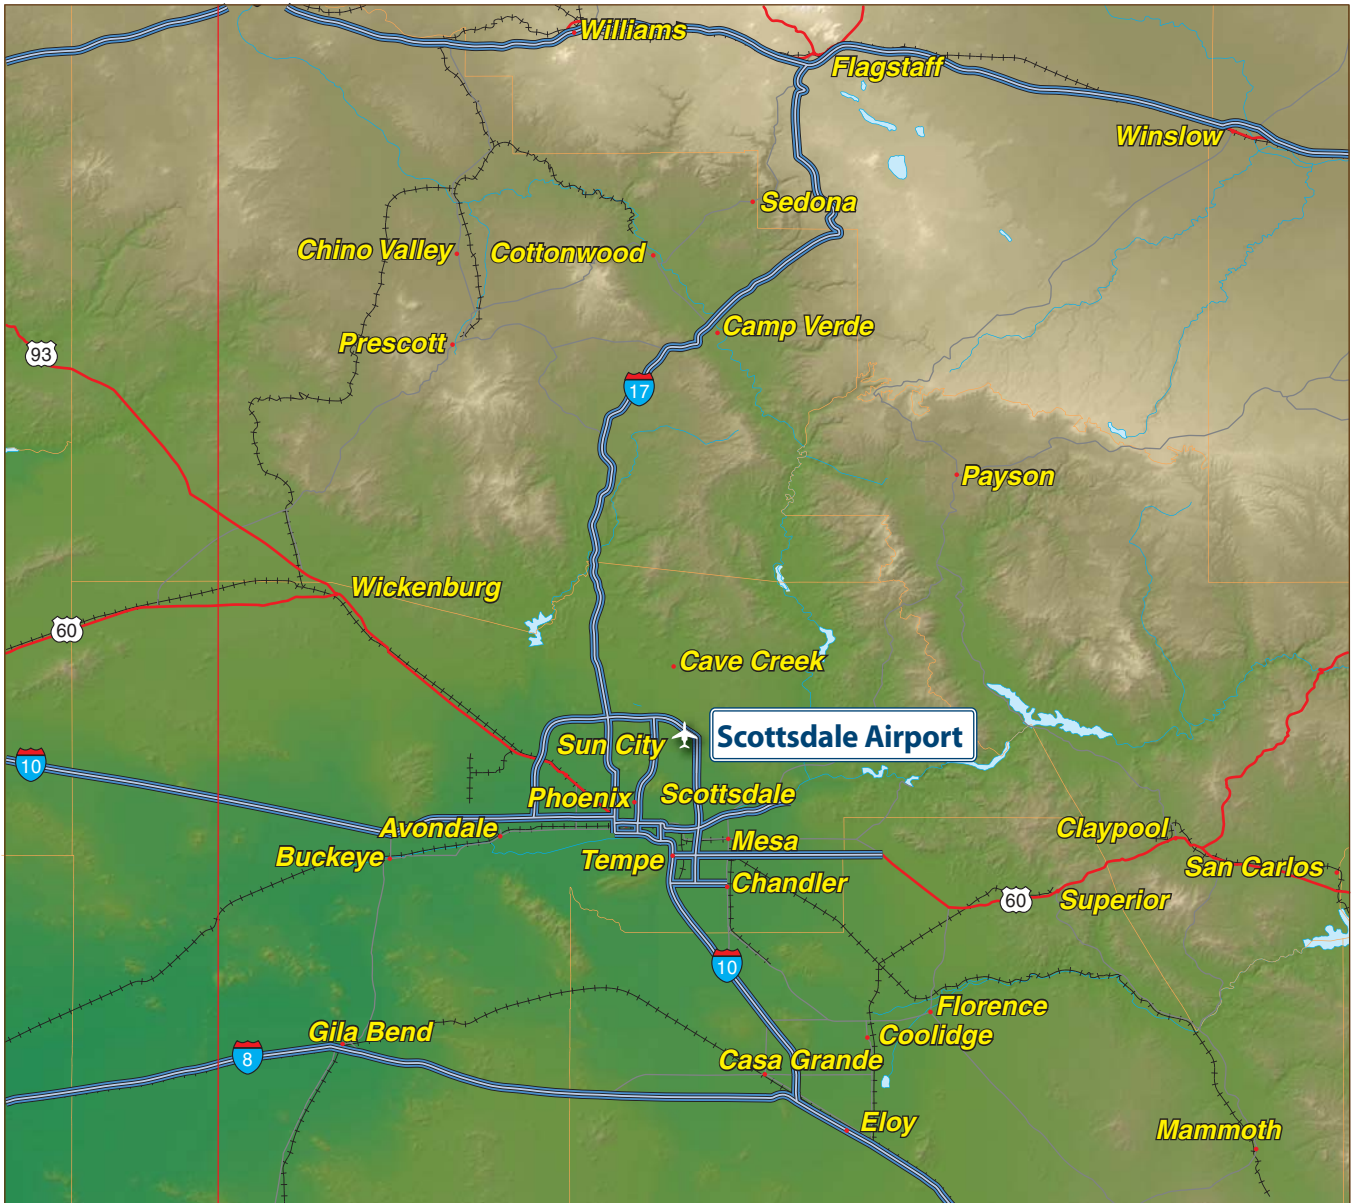 Williams
Flagstaff
Winslow
Sedona
Chino Valley
Cottonwood
Camp Verde
Prescott
93
17
Payson
Wickenburg
60
Cave Creek
Scottsdale Airport
Sun City
10
Phoenix
Scottsdale
Avondale
Claypool
Mesa
Buckeye
Tempe
San Carlos
Chandler
60
Superior
10
Florence
Gila Bend
Coolidge
8
Casa Grande
Eloy
Mammoth